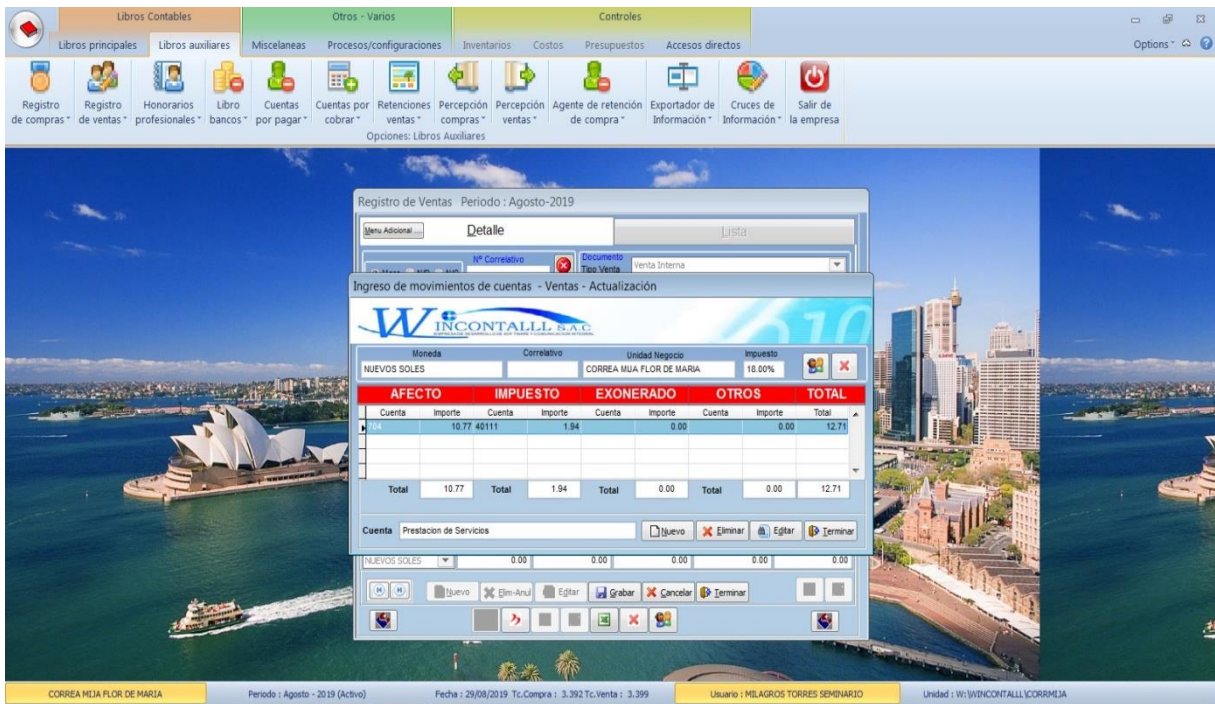 Libros Contables
Otros - Varios
Controles
Libros principales
Libros auxiliares
Miscelaneas
Procesos/configuraciones
Inventarios
Costos
Presupuestos
Accesos directos
Options
Registro de compras
Registro de ventas
Honorarios profesionales
Libro bancos
Cuentas por pagar
Cuentas por cobrar
Retenciones ventas
Percepción compras
Percepción ventas
Agente de retención de compra
Exportador de Información
Cruces de Información
Salir de la empresa
Opciones: Libros Auxiliares
Registro de Ventas Periodo : Agosto-2019
Menu Adicional ....
Detalle
Lista
Nº Correlativo
Documento
Tipo Venta
Venta Interna
Ingreso de movimientos de cuentas - Ventas - Actualización
WINCONTALLL S.A.C
Moneda Correlativo Unidad Negocio Impuesto
NUEVOS SOLES CORREA MIJA FLOR DE MARIA 18.00%
AFECTO IMPUESTO EXONERADO OTROS TOTAL
Cuenta Importe Cuenta Importe Cuenta Importe Cuenta Importe Total
704 10.77 40111 1.94 0.00 0.00 12.71
Total 10.77 Total 1.94 Total 0.00 Total 0.00 12.71
Cuenta Prestacion de Servicios Nuevo Eliminar Editar Terminar
NUEVOS SOLES 0.00 0.00 0.00 0.00 0.00
Nuevo Elim-Anul Editar Grabar Cancelar Terminar
CORREA MIJA FLOR DE MARIA Periodo : Agosto - 2019 (Activo) Fecha : 29/08/2019 Tc.Compra : 3.392 Tc.Venta : 3.399 Usuario : MILAGROS TORRES SEMINARIO Unidad : W:\WINCONTALLL\CORRMIJA